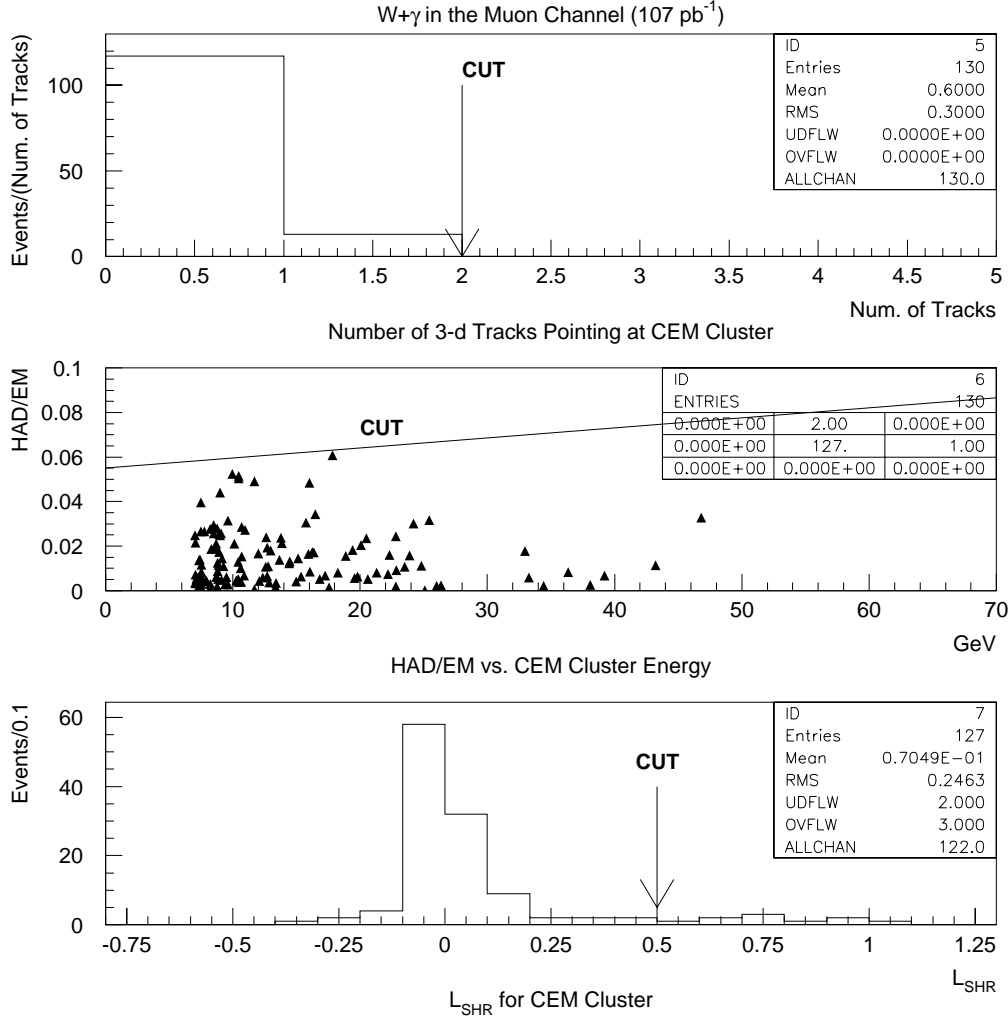 W+γ in the Muon Channel (107 pb-1)
Events/(Num. of Tracks)
100
50
0
CUT
ID 5
Entries 130
Mean 0.6000
RMS 0.3000
UDFLW 0.0000E+00
OVFLW 0.0000E+00
ALLCHAN 130.0
0 0.5 1 1.5 2 2.5 3 3.5 4 4.5 5
Num. of Tracks
Number of 3-d Tracks Pointing at CEM Cluster
HAD/EM
0.1
0.08
0.06
0.04
0.02
0
CUT
ID 6
ENTRIES 130
0.000E+00 2.00 0.000E+00
0.000E+00 127. 1.00
0.000E+00 0.000E+00 0.000E+00
0 10 20 30 40 50 60 70
GeV
HAD/EM vs. CEM Cluster Energy
Events/0.1
60
40
20
0
CUT
ID 7
Entries 127
Mean 0.7049E-01
RMS 0.2463
UDFLW 2.000
OVFLW 3.000
ALLCHAN 122.0
-0.75 -0.5 -0.25 0 0.25 0.5 0.75 1 1.25
LSHR
LSHR for CEM Cluster